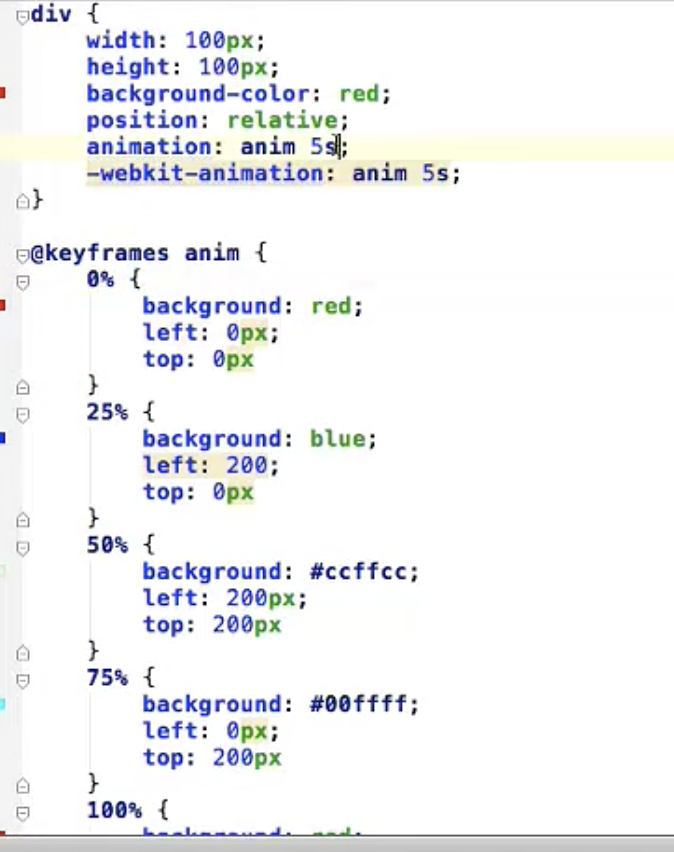 div {
width: 100px;
height: 100px;
background-color: red;
position: relative;
animation: anim 5s;
-webkit-animation: anim 5s;
}
@keyframes anim {
0% {
background: red;
left: 0px;
top: 0px
}
25% {
background: blue;
left: 200;
top: 0px
}
50% {
background: #ccffcc;
left: 200px;
top: 200px
}
75% {
background: #00ffff;
left: 0px;
top: 200px
}
100% {
background: red;